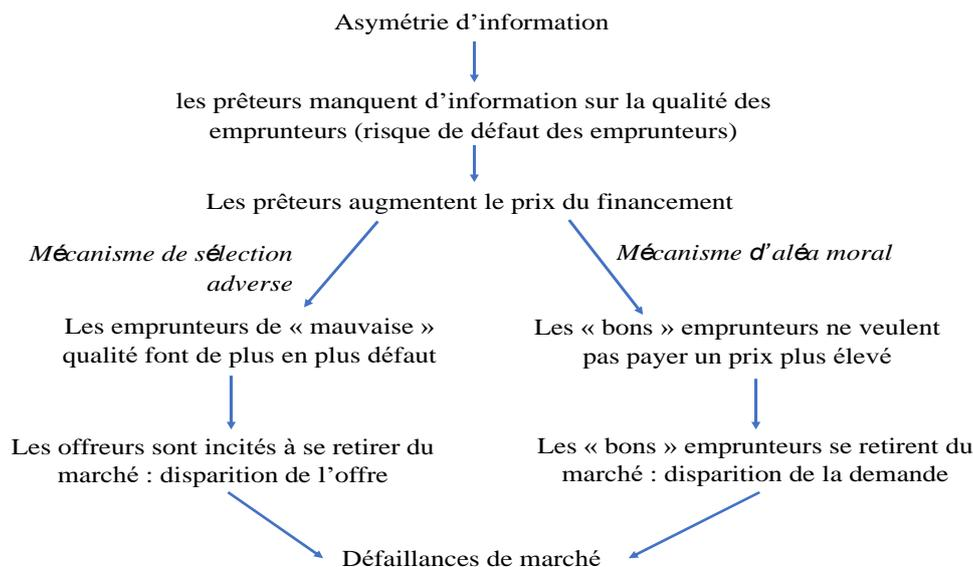 Asymétrie d’information
les prêteurs manquent d’information sur la qualité des
emprunteurs (risque de défaut des emprunteurs)
Les prêteurs augmentent le prix du financement
Mécanisme de sélection
adverse
Mécanisme d’aléa moral
Les emprunteurs de « mauvaise »
qualité font de plus en plus défaut
Les « bons » emprunteurs ne veulent
pas payer un prix plus élevé
Les offreurs sont incités à se retirer du
marché : disparition de l’offre
Les « bons » emprunteurs se retirent du
marché : disparition de la demande
Défaillances de marché